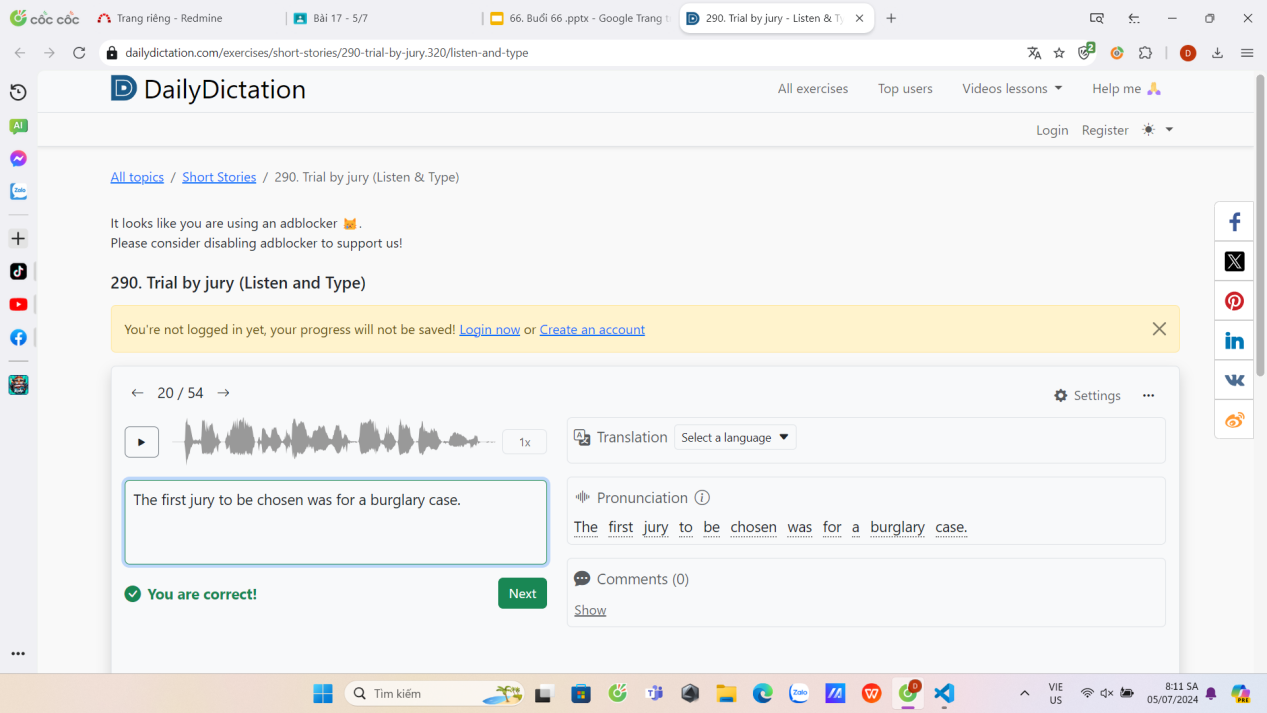 cốc cốc
Trang riêng - Redmine
Bài 17 - 5/7
66. Buổi 66 .pptx - Google Trang t
290. Trial by jury - Listen & Ty
dailydictation.com/exercises/short-stories/290-trial-by-jury.320/listen-and-type
2
D
AI
Zalo
DailyDictation
All exercises
Top users
Videos lessons
Help me
Login
Register
All topics / Short Stories / 290. Trial by jury (Listen & Type)
It looks like you are using an adblocker 😿.
Please consider disabling adblocker to support us!
290. Trial by jury (Listen and Type)
You're not logged in yet, your progress will not be saved! Login now or Create an account
20 / 54
Settings
1x
Translation
Select a language
The first jury to be chosen was for a burglary case.
Pronunciation
The first jury to be chosen was for a burglary case.
You are correct!
Next
Comments (0)
Show
Tìm kiếm
Zalo
D
VIE
US
8:11 SA
05/07/2024
PRE